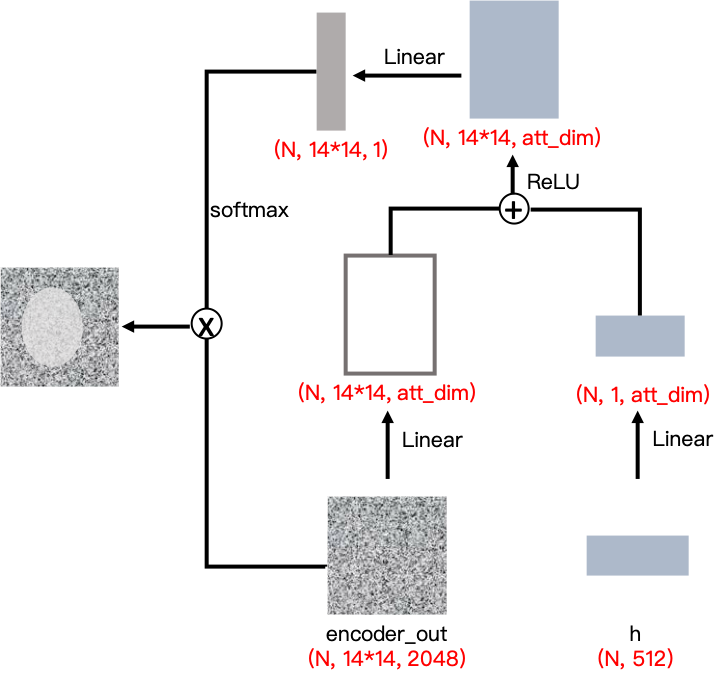 Linear
(N, 14*14, 1)
(N, 14*14, att_dim)
ReLU
+
softmax
X
(N, 14*14, att_dim)
(N, 1, att_dim)
Linear
Linear
encoder_out
(N, 14*14, 2048)
h
(N, 512)